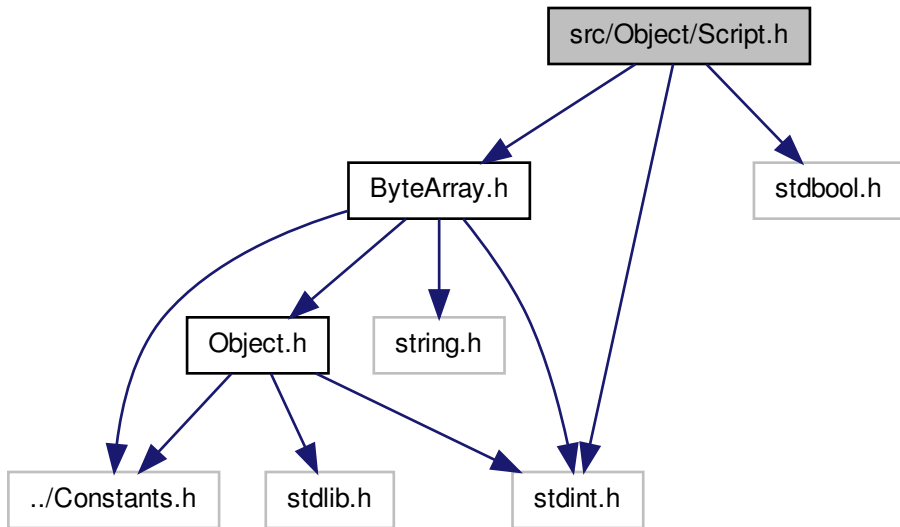 src/Object/Script.h
ByteArray.h
stdbool.h
Object.h
string.h
../Constants.h
stdlib.h
stdint.h